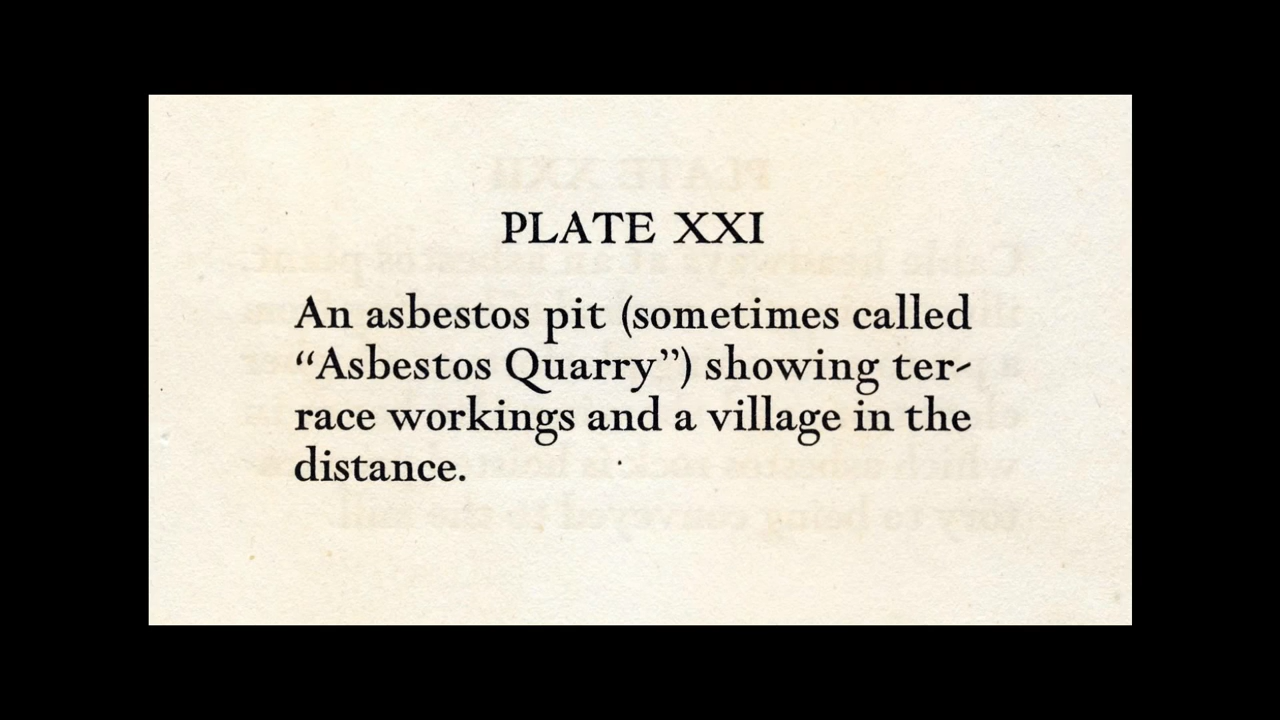 PLATE XXI
An asbestos pit (sometimes called
“Asbestos Quarry”) showing ter-
race workings and a village in the
distance.